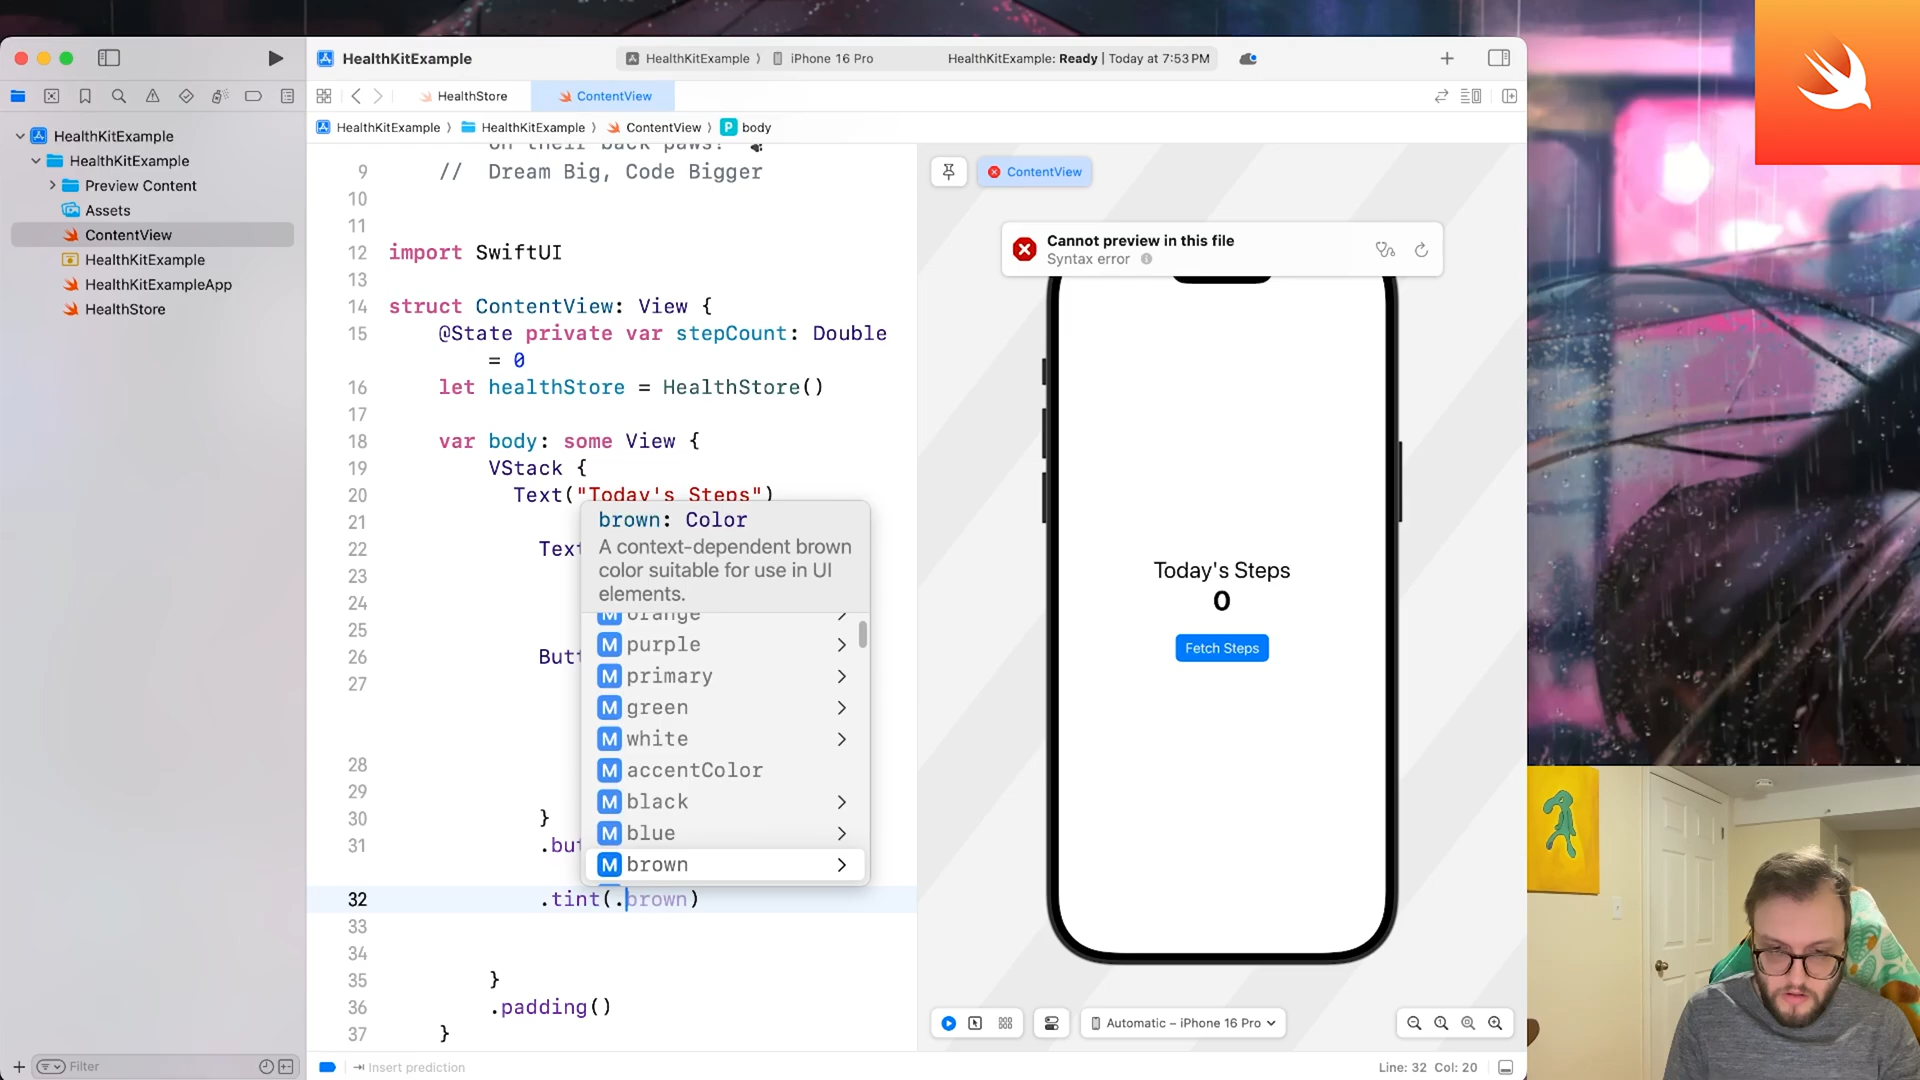 HealthKitExample
HealthKitExample 〉 iPhone 16 Pro
HealthKitExample: Ready | Today at 7:53 PM
HealthStore
ContentView
HealthKitExample 〉 HealthKitExample 〉 ContentView 〉 P body
HealthKitExample
HealthKitExample
Preview Content
Assets
ContentView
HealthKitExample
HealthKitExampleApp
HealthStore
Filter
on their back paws!
9 // Dream Big, Code Bigger
10
11
12 import SwiftUI
13
14 struct ContentView: View {
15 @State private var stepCount: Double
= 0
16 let healthStore = HealthStore()
17
18 var body: some View {
19 VStack {
20 Text("Today's Steps")
21
22 Text
23
24
25
26 Butt
27
28
29
30 }
31 .but
32 .tint(.brown)
33
34
35 }
36 .padding()
37 }
brown: Color
A context-dependent brown
color suitable for use in UI
elements.
M orange
M purple
M primary
M green
M white
M accentColor
M black
M blue
M brown
ContentView
Cannot preview in this file
Syntax error
Today's Steps
0
Fetch Steps
Automatic – iPhone 16 Pro
Insert prediction
Line: 32 Col: 20